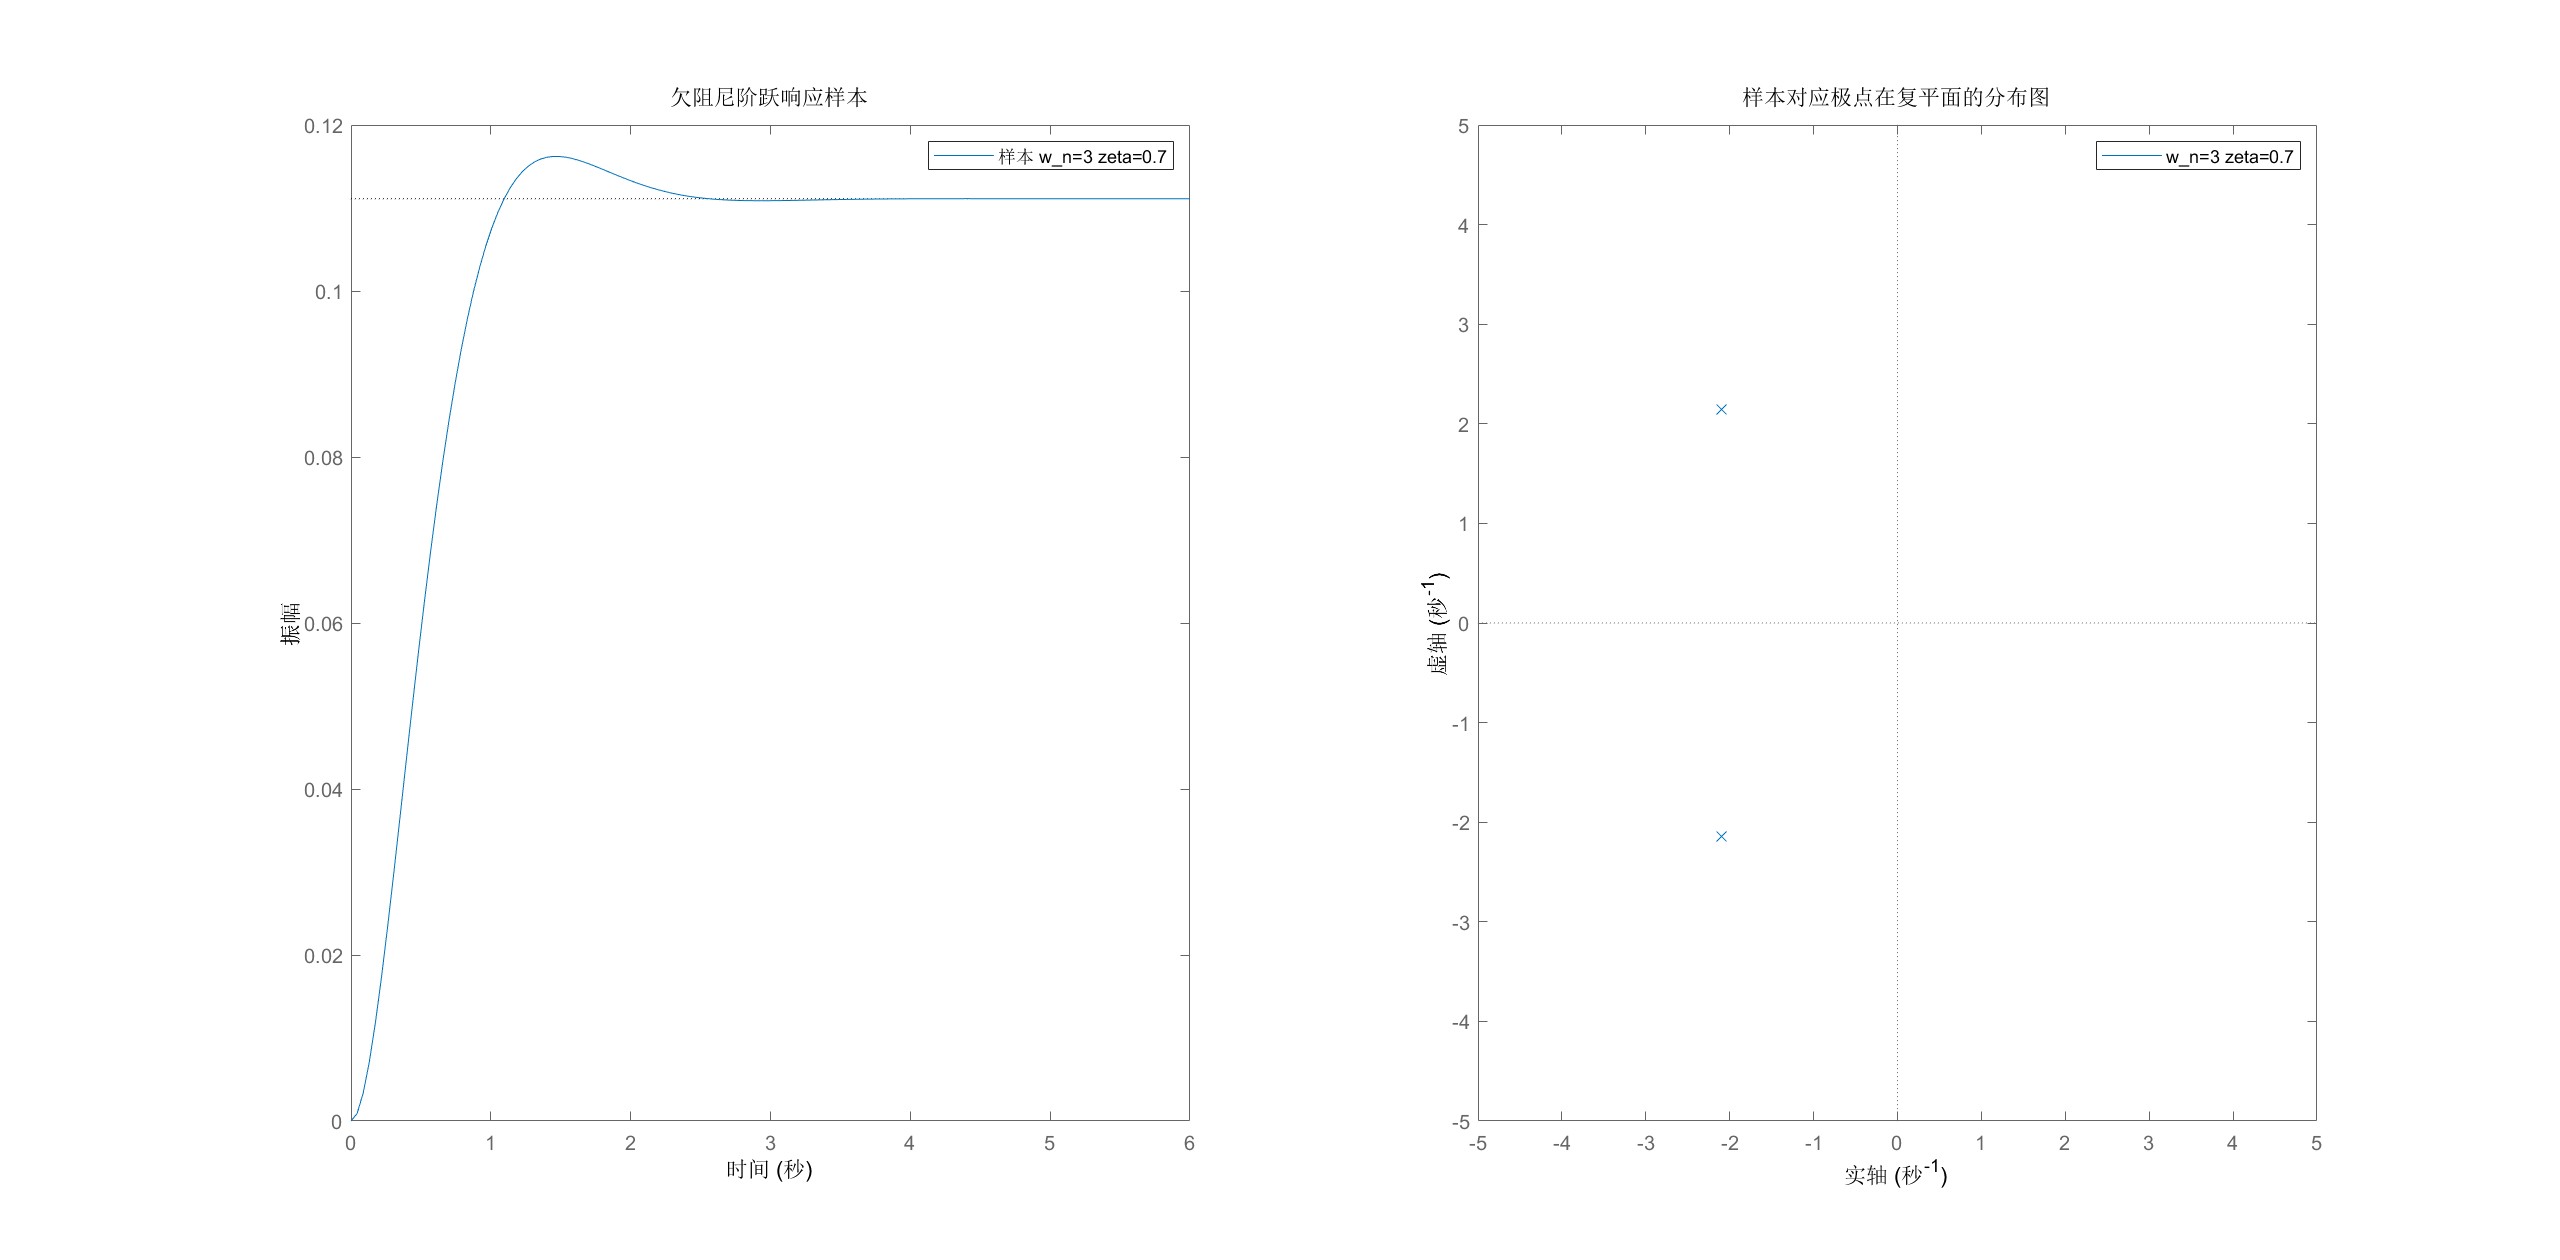 欠阻尼阶跃响应样本
0.12
0.1
0.08
0.06
0.04
0.02
0
振幅
样本 w_n=3 zeta=0.7
0 1 2 3 4 5 6
时间 (秒)
样本对应极点在复平面的分布图
5
4
3
2
1
0
-1
-2
-3
-4
-5
虚轴 (秒-1)
w_n=3 zeta=0.7
-5 -4 -3 -2 -1 0 1 2 3 4 5
实轴 (秒-1)